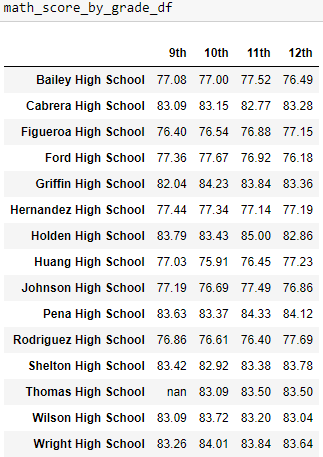 math_score_by_grade_df
9th 10th 11th 12th
Bailey High School 77.08 77.00 77.52 76.49
Cabrera High School 83.09 83.15 82.77 83.28
Figueroa High School 76.40 76.54 76.88 77.15
Ford High School 77.36 77.67 76.92 76.18
Griffin High School 82.04 84.23 83.84 83.36
Hernandez High School 77.44 77.34 77.14 77.19
Holden High School 83.79 83.43 85.00 82.86
Huang High School 77.03 75.91 76.45 77.23
Johnson High School 77.19 76.69 77.49 76.86
Pena High School 83.63 83.37 84.33 84.12
Rodriguez High School 76.86 76.61 76.40 77.69
Shelton High School 83.42 82.92 83.38 83.78
Thomas High School nan 83.09 83.50 83.50
Wilson High School 83.09 83.72 83.20 83.04
Wright High School 83.26 84.01 83.84 83.64